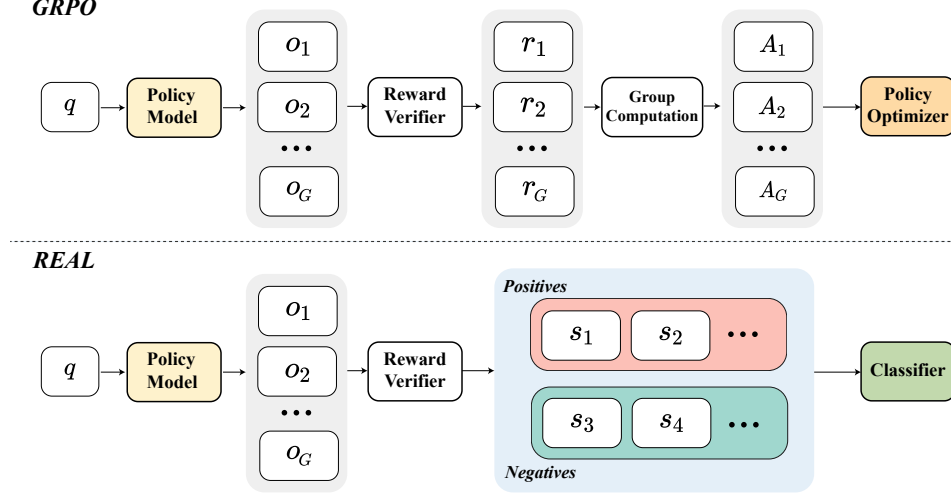 GRPO
q
Policy
Model
o1
o2
...
oG
Reward
Verifier
r1
r2
...
rG
Group
Computation
A1
A2
...
AG
Policy
Optimizer
REAL
q
Policy
Model
o1
o2
...
oG
Reward
Verifier
Positives
s1 s2 ...
s3 s4 ...
Negatives
Classifier